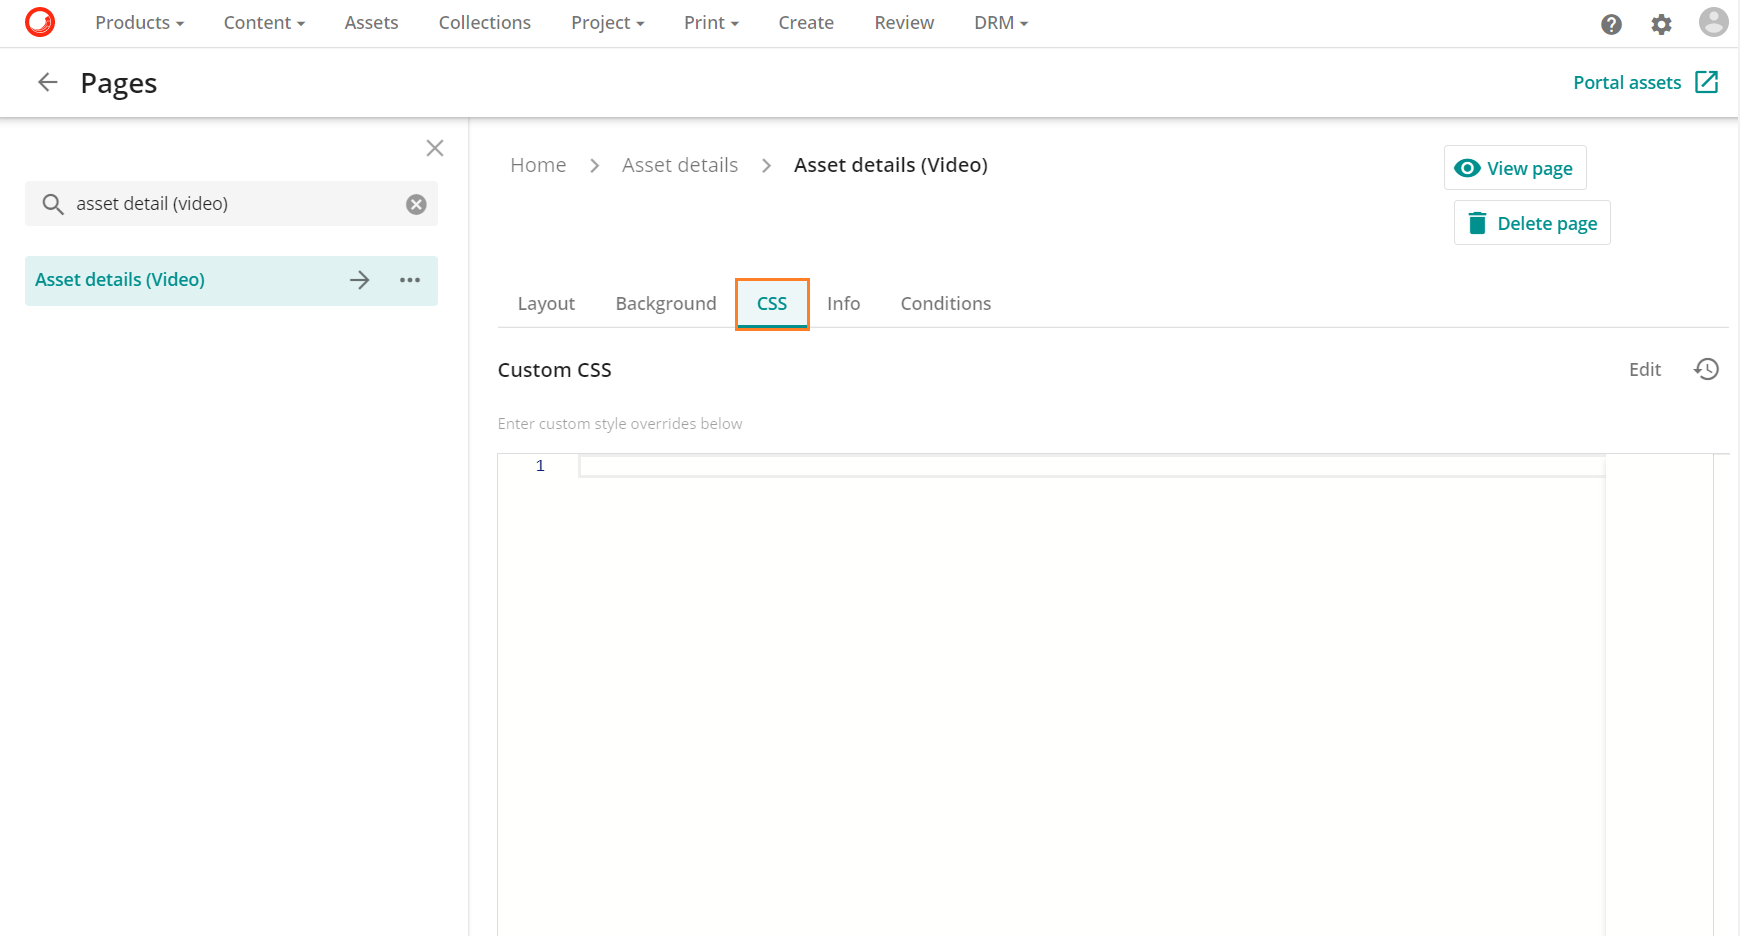 Products Content Assets Collections Project Print Create Review DRM
Pages
Portal assets
asset detail (video)
Asset details (Video)
Home > Asset details > Asset details (Video)
View page
Delete page
Layout Background CSS Info Conditions
Custom CSS
Edit
Enter custom style overrides below
1